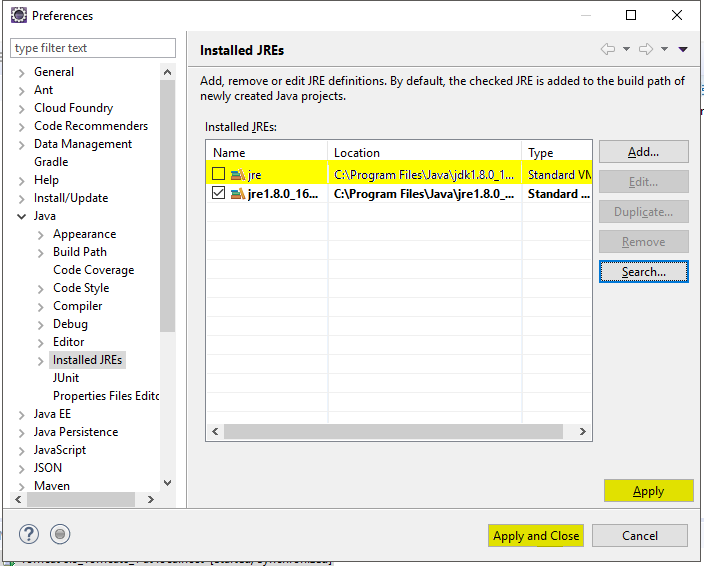 Preferences
type filter text
Installed JREs
General
Ant
Cloud Foundry
Code Recommenders
Data Management
Gradle
Help
Install/Update
Java
Appearance
Build Path
Code Coverage
Code Style
Compiler
Debug
Editor
Installed JREs
JUnit
Properties Files Edito
Java EE
Java Persistence
JavaScript
JSON
Maven
Add, remove or edit JRE definitions. By default, the checked JRE is added to the build path of
newly created Java projects.
Installed JREs:
Name Location Type
jre C:\Program Files\Java\jdk1.8.0_1... Standard VM
jre1.8.0_16... C:\Program Files\Java\jre1.8.0_... Standard ...
Add...
Edit...
Duplicate...
Remove
Search...
Apply
Apply and Close Cancel